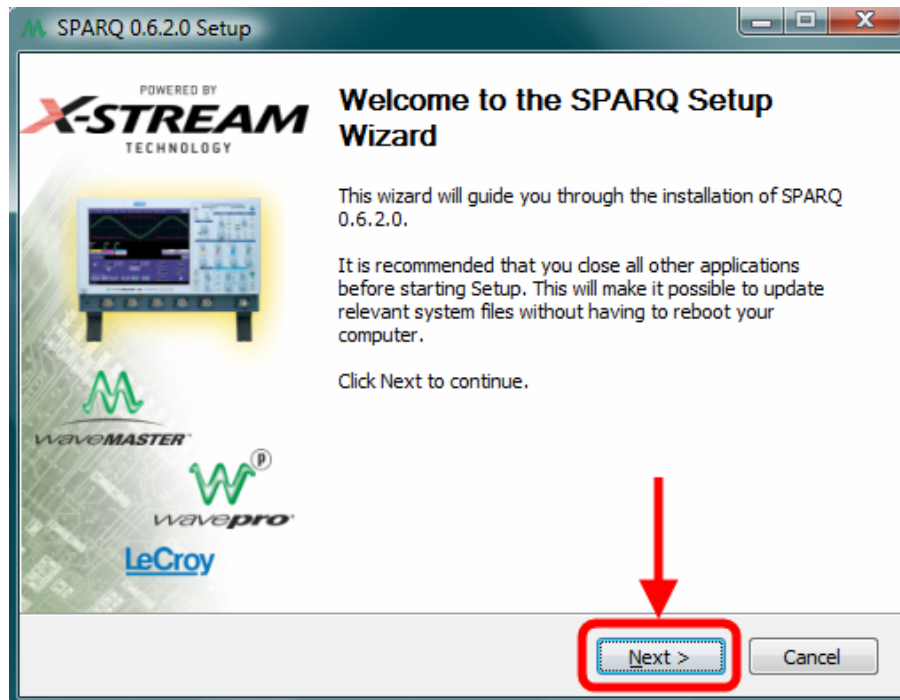 SPARQ 0.6.2.0 Setup
POWERED BY
X-STREAM
TECHNOLOGY
Welcome to the SPARQ Setup
Wizard
This wizard will guide you through the installation of SPARQ
0.6.2.0.
It is recommended that you close all other applications
before starting Setup. This will make it possible to update
relevant system files without having to reboot your
computer.
Click Next to continue.
waveMASTER
wavepro
LeCroy
Next >
Cancel